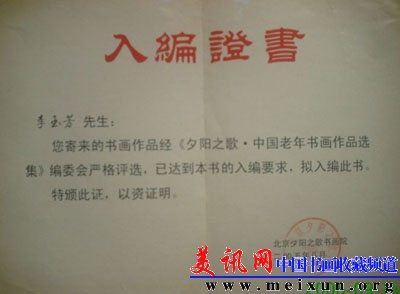 入編證書
李玉芳 先生：
您寄来的书画作品经《夕阳之歌·中国老年书画作品选
集》编委会严格评选，已达到本书的入编要求，拟入编此书。
特颁此证，以资证明。
北京夕阳之歌书画院
美讯网 中国书画收藏频道
http://www.meixun.org